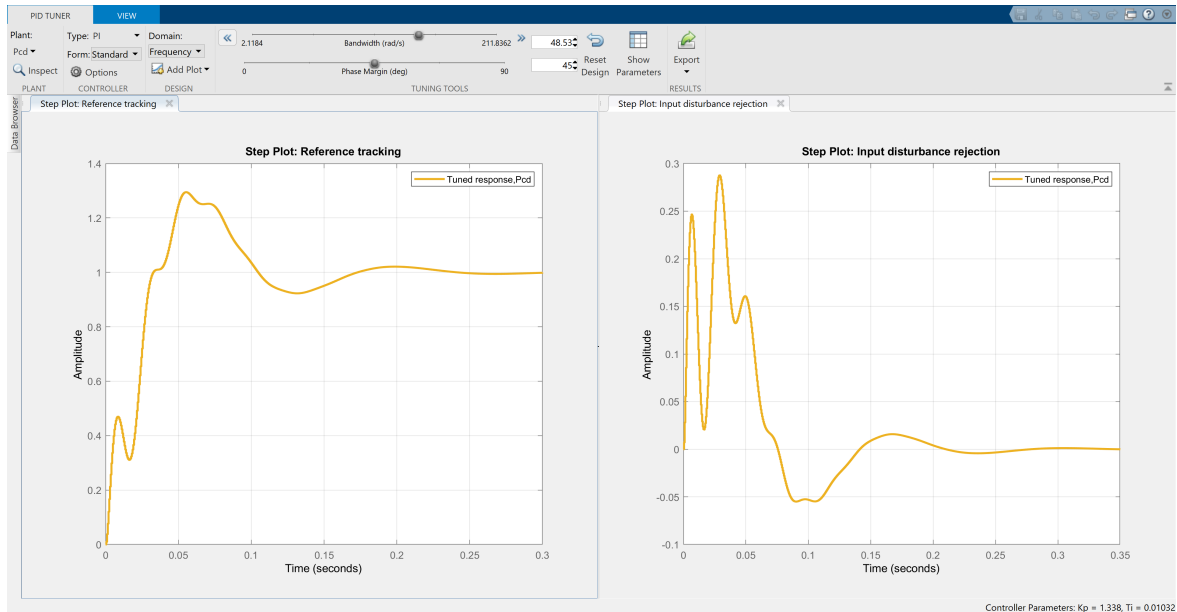 PID TUNER VIEW
Plant: Type: PI Domain:
Pcd Form: Standard Frequency
Inspect Options Add Plot
PLANT CONTROLLER DESIGN
2.1184 Bandwidth (rad/s) 211.8362 48.53
0 Phase Margin (deg) 90 45
Reset Design
Show Parameters
Export
TUNING TOOLS RESULTS
Data Browser
Step Plot: Reference tracking
Step Plot: Input disturbance rejection
Step Plot: Reference tracking
Tuned response,Pcd
Amplitude
1.4
1.2
1
0.8
0.6
0.4
0.2
0
0 0.05 0.1 0.15 0.2 0.25 0.3
Time (seconds)
Step Plot: Input disturbance rejection
Tuned response,Pcd
Amplitude
0.3
0.25
0.2
0.15
0.1
0.05
0
-0.05
-0.1
0 0.05 0.1 0.15 0.2 0.25 0.3 0.35
Time (seconds)
Controller Parameters: Kp = 1.338, Ti = 0.01032